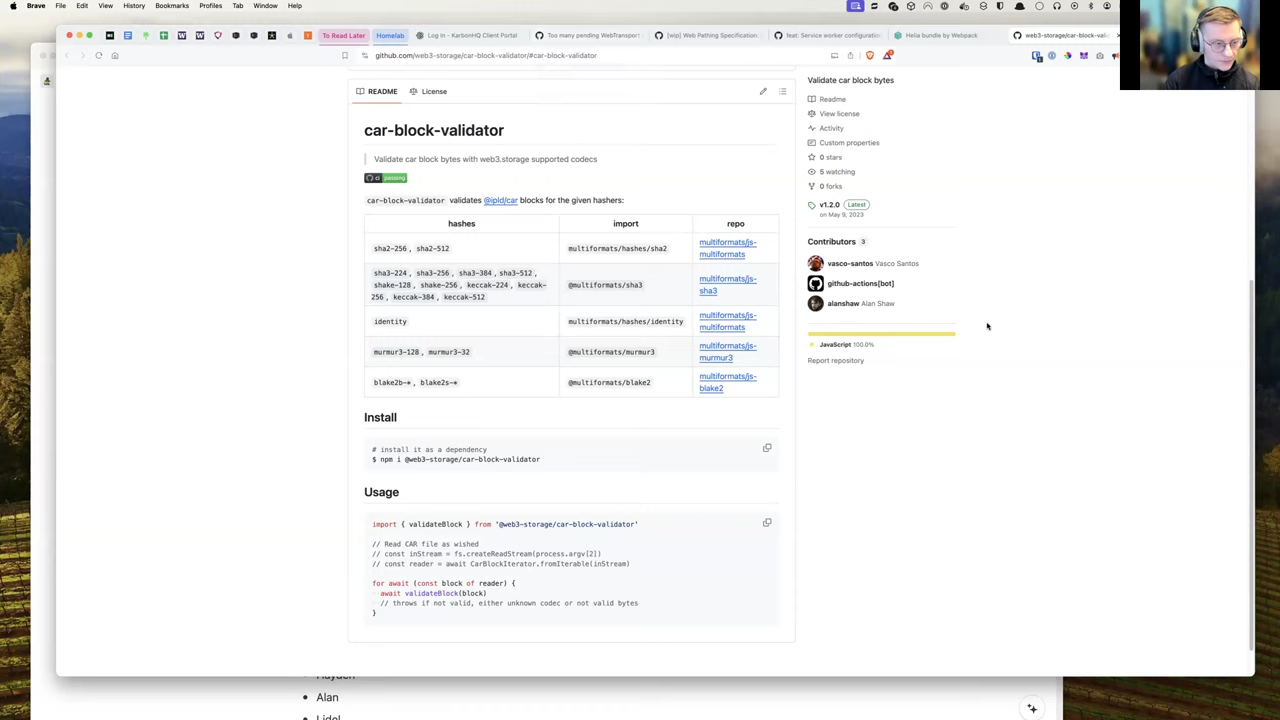 Brave File Edit View History Bookmarks Profiles Tab Window Help
To Read Later Homelab Log In - KarbonHQ Client Portal Too many pending WebTransport [wip] Web Pathing Specification: feat: Service worker configuration Helia bundle by Webpack web3-storage/car-block-vali
github.com/web3-storage/car-block-validator/#car-block-validator
README License
car-block-validator
Validate car block bytes with web3.storage supported codecs
ci passing
car-block-validator validates @ipld/car blocks for the given hashers:
hashes import repo
sha2-256, sha2-512 multiformats/hashes/sha2 multiformats/js-
multiformats
sha3-224, sha3-256, sha3-384, sha3-512,
shake-128, shake-256, keccak-224, keccak-
256, keccak-384, keccak-512
@multiformats/sha3
multiformats/js-
sha3
identity multiformats/hashes/identity multiformats/js-
multiformats
murmur3-128, murmur3-32 @multiformats/murmur3 multiformats/js-
murmur3
blake2b-*, blake2s-* @multiformats/blake2 multiformats/js-
blake2
Install
# install it as a dependency
$ npm i @web3-storage/car-block-validator
Usage
import { validateBlock } from '@web3-storage/car-block-validator'
// Read CAR file as wished
// const inStream = fs.createReadStream(process.argv[2])
// const reader = await CarBlockIterator.fromIterable(inStream)
for await (const block of reader) {
await validateBlock(block)
// throws if not valid, either unknown codec or not valid bytes
}
Validate car block bytes
Readme
View license
Activity
Custom properties
0 stars
5 watching
0 forks
v1.2.0 Latest
on May 9, 2023
Contributors 3
vasco-santos Vasco Santos
github-actions[bot]
alanshaw Alan Shaw
JavaScript 100.0%
Report repository
Hayden
Alan
Lidel